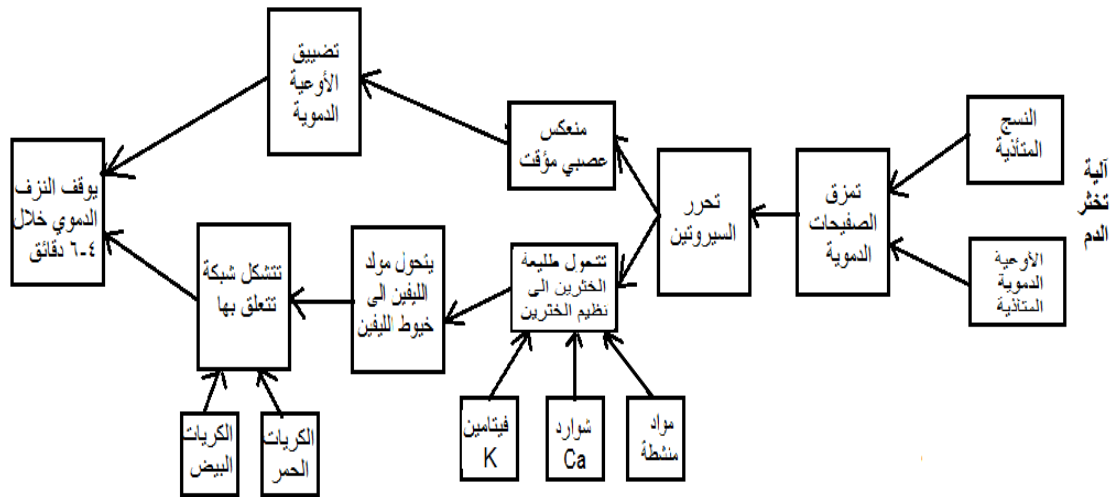 آلية
تخثر
الدم
النسج
المتأذية
الأوعية
الدموية
المتاذية
تمزق
الصفيحات
الدموية
تحرر
السيروتين
منعكس
عصبي مؤقت
تضييق
الأوعية
الدموية
تتحول طليعة
الخثرين الى
نظيم الخثرين
مواد
منشطة
شوارد
Ca
فيتامين
K
يتحول مولد
الليفين الى
خيوط الليفين
تتشكل شبكة
تتعلق بها
الكريات
الحمر
الكريات
البيض
يوقف النزف
الدموي خلال
٤-٦ دقائق